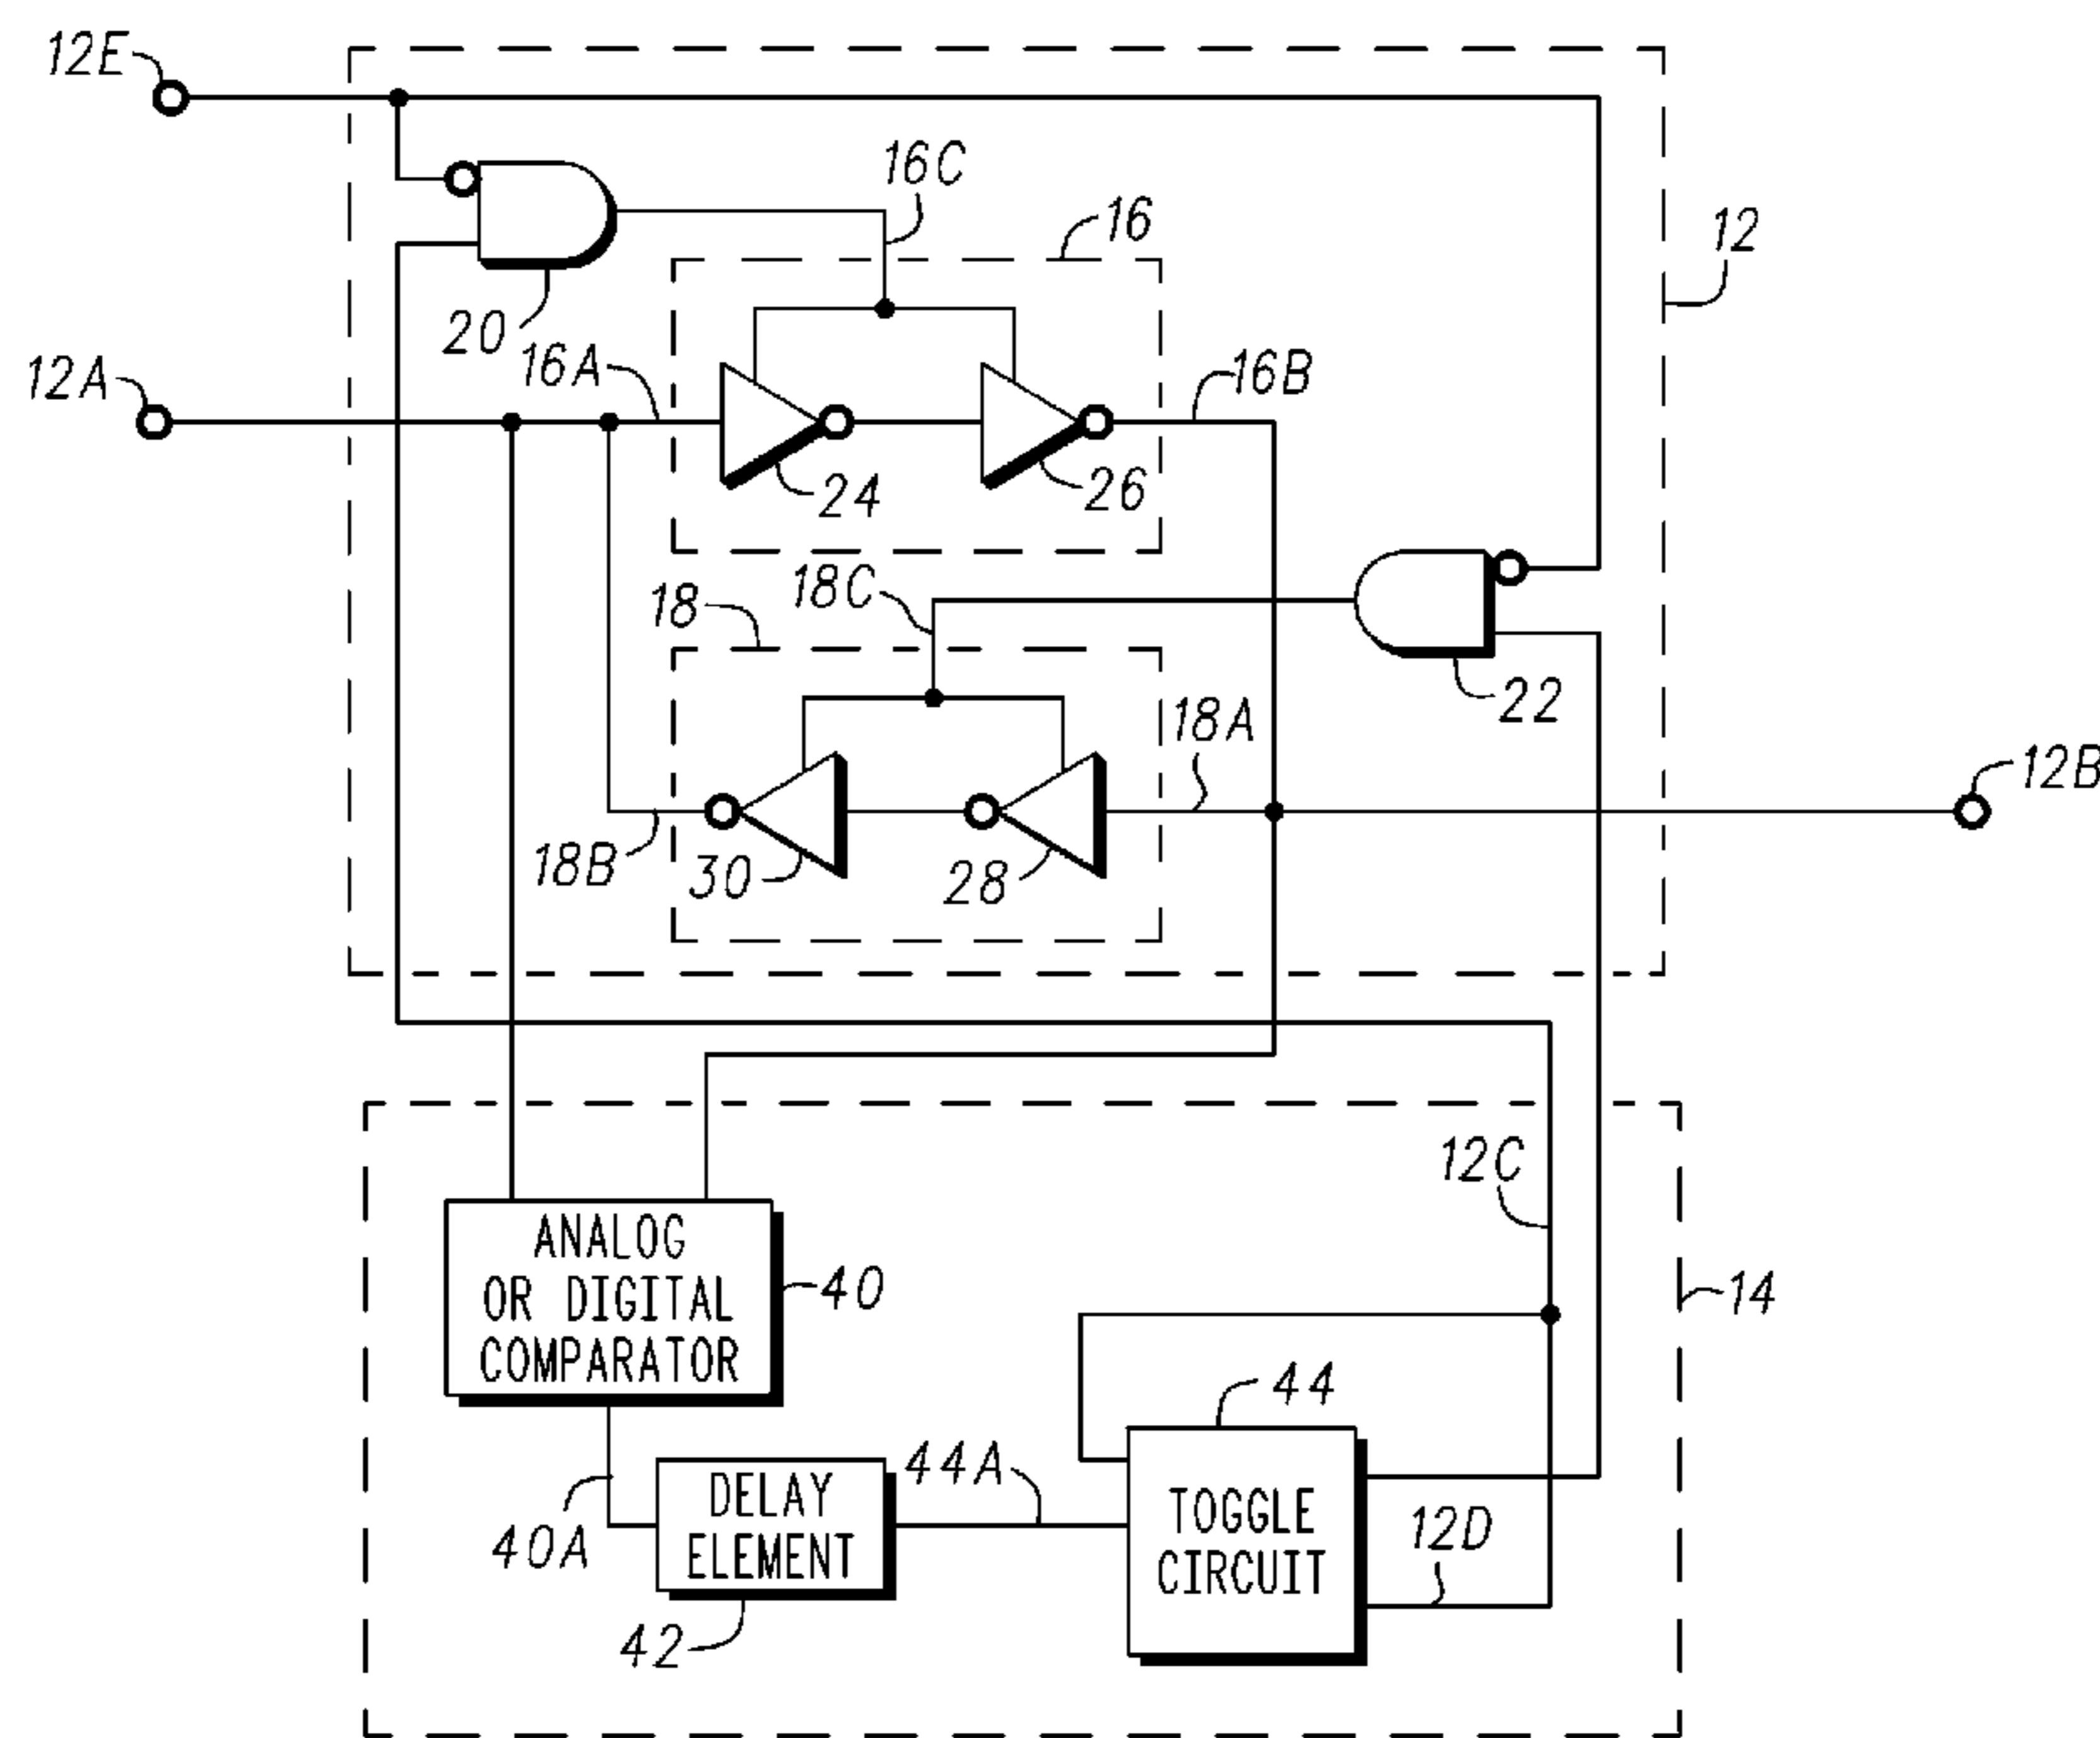 12E
16C
16
12
20
16A
12A
16B
24
26
18C
18
22
18A
12B
18B
30
28
12C
ANALOG
OR DIGITAL
COMPARATOR
40
14
44
44A
DELAY
ELEMENT
TOGGLE
CIRCUIT
12D
40A
42